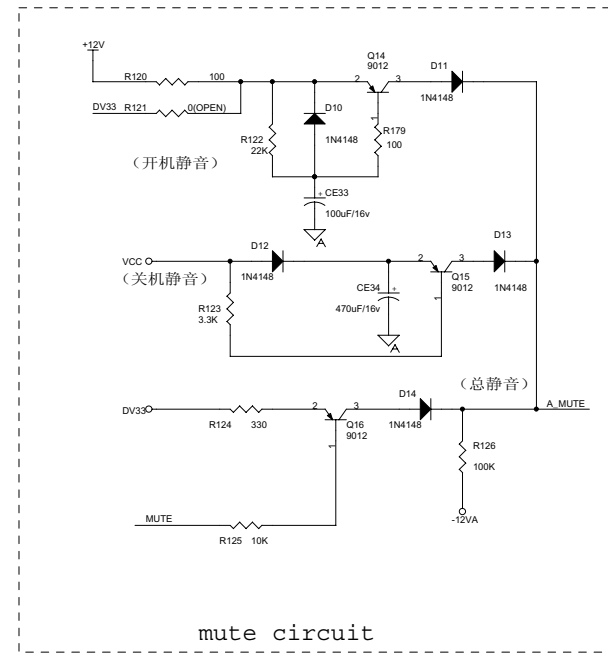 +12V
R120 100
DV33 R121 0(OPEN)
Q14
9012
2 3
1
D11
1N4148
D10
1N4148
R122
22K
R179
100
（开机静音）
+
CE33
100uF/16v
A
VCC
（关机静音）
D12
1N4148
R123
3.3K
CE34
+
470uF/16v
A
2 3
1
Q15
9012
D13
1N4148
（总静音）
DV33
R124 330
2 3
1
Q16
9012
D14
1N4148
A_MUTE
R126
100K
-12VA
MUTE
R125 10K
mute circuit